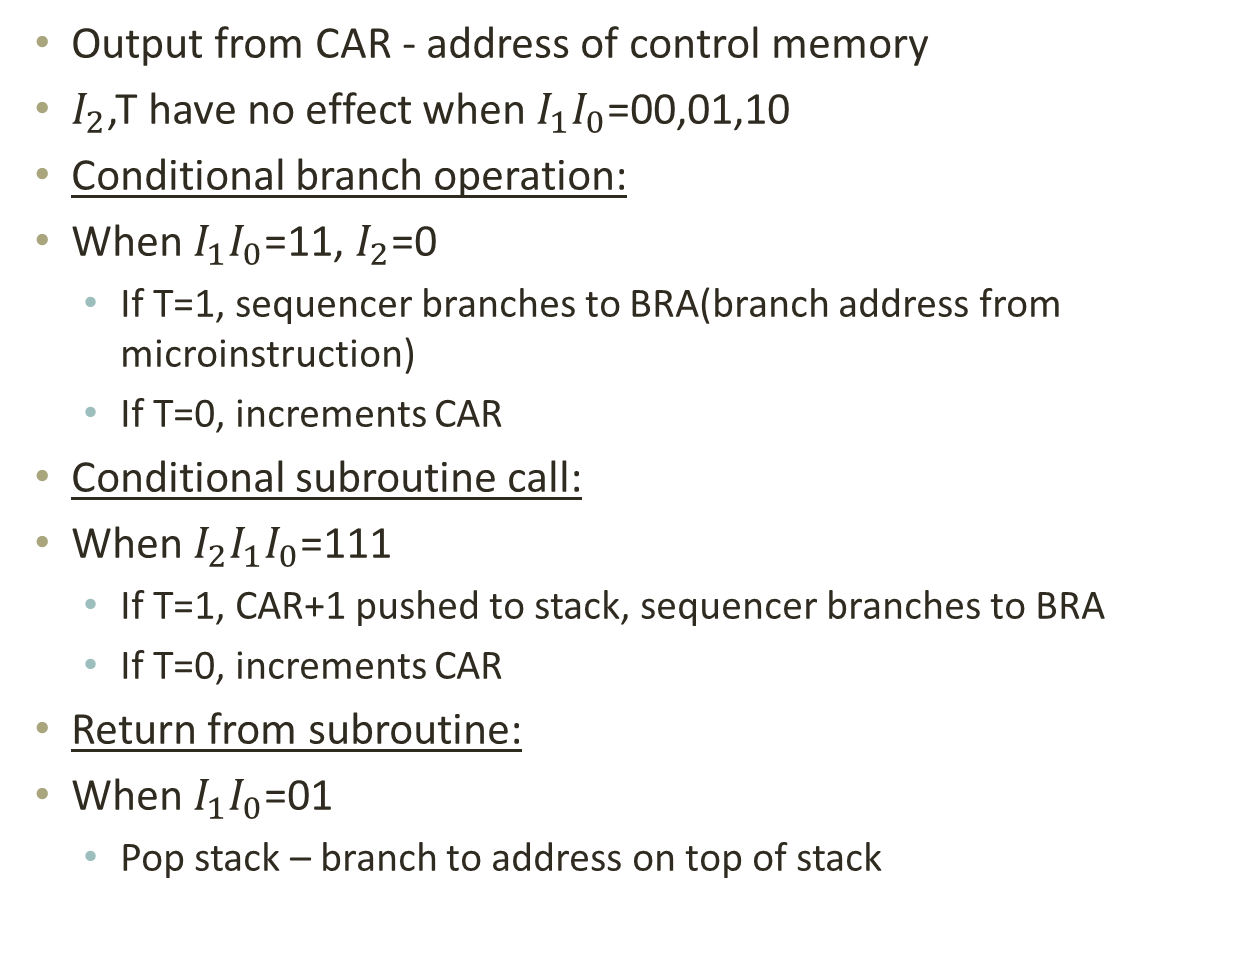 • Output from CAR - address of control memory
• I₂,T have no effect when I₁I₀=00,01,10
• Conditional branch operation:
• When I₁I₀=11, I₂=0
• If T=1, sequencer branches to BRA(branch address from
microinstruction)
• If T=0, increments CAR
• Conditional subroutine call:
• When I₂I₁I₀=111
• If T=1, CAR+1 pushed to stack, sequencer branches to BRA
• If T=0, increments CAR
• Return from subroutine:
• When I₁I₀=01
• Pop stack – branch to address on top of stack